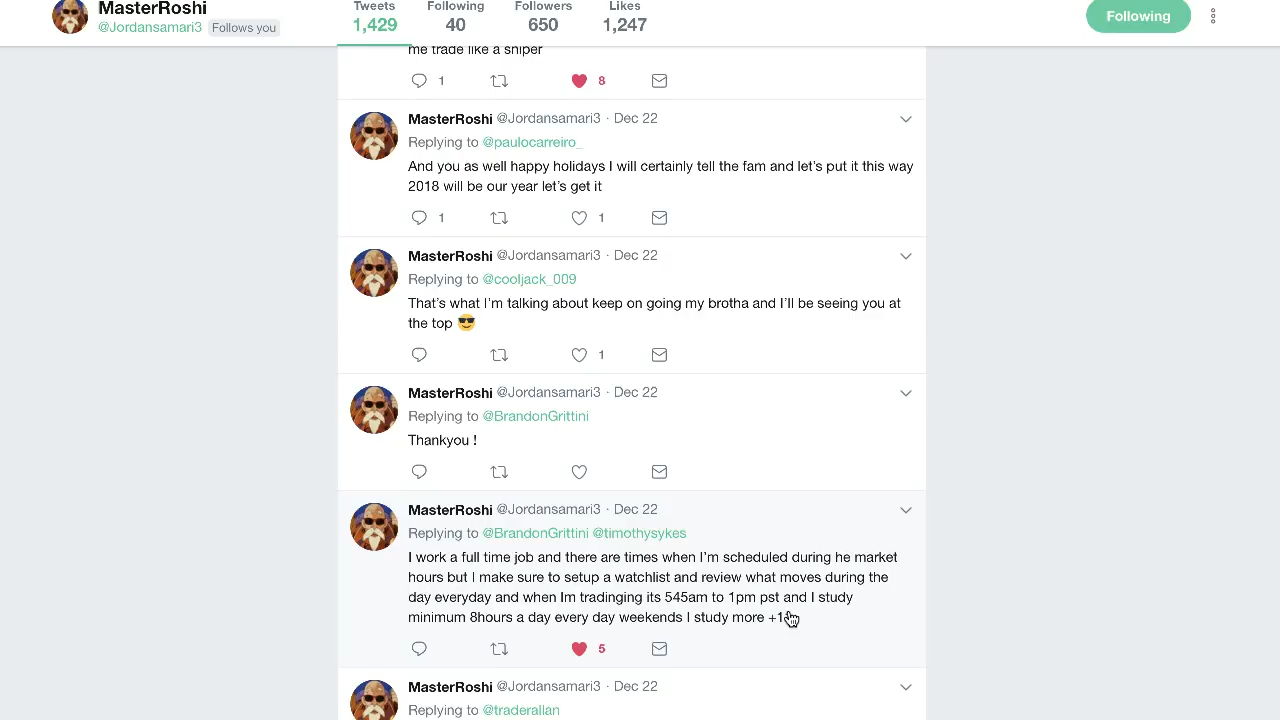 MasterRoshi
@Jordansamari3 Follows you
Tweets Following Followers Likes
1,429 40 650 1,247
Following
me trade like a sniper
1 8
MasterRoshi @Jordansamari3 · Dec 22
Replying to @paulocarreiro_
And you as well happy holidays I will certainly tell the fam and let's put it this way
2018 will be our year let's get it
1 1
MasterRoshi @Jordansamari3 · Dec 22
Replying to @cooljack_009
That's what I'm talking about keep on going my brotha and I'll be seeing you at
the top 😎
1
MasterRoshi @Jordansamari3 · Dec 22
Replying to @BrandonGrittini
Thankyou !
MasterRoshi @Jordansamari3 · Dec 22
Replying to @BrandonGrittini @timothysykes
I work a full time job and there are times when I'm scheduled during he market
hours but I make sure to setup a watchlist and review what moves during the
day everyday and when Im tradinging its 545am to 1pm pst and I study
minimum 8hours a day every day weekends I study more
5
MasterRoshi @Jordansamari3 · Dec 22
Replying to @traderallan